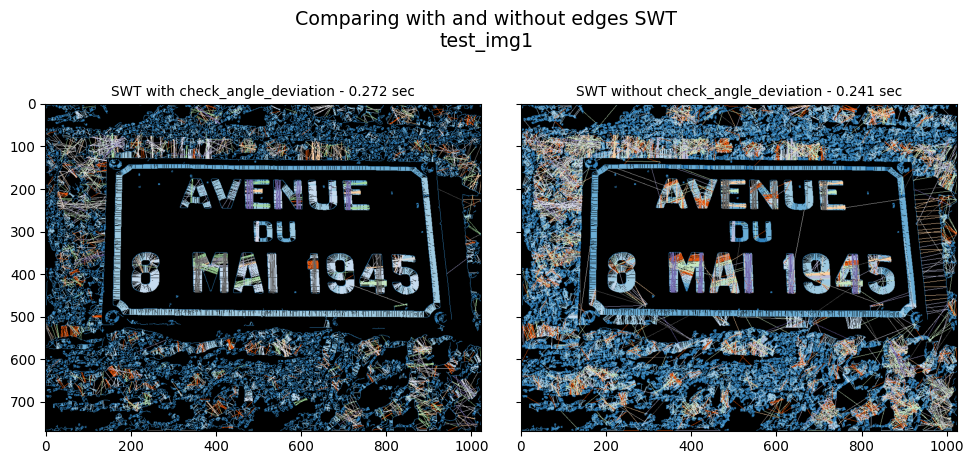 Comparing with and without edges SWT
test_img1
SWT with check_angle_deviation - 0.272 sec
SWT without check_angle_deviation - 0.241 sec
0
100
200
300
400
500
600
700
AVENUE
DU
8 MAI 1945
AVENUE
DU
8 MAI 1945
0 200 400 600 800 1000
0 200 400 600 800 1000